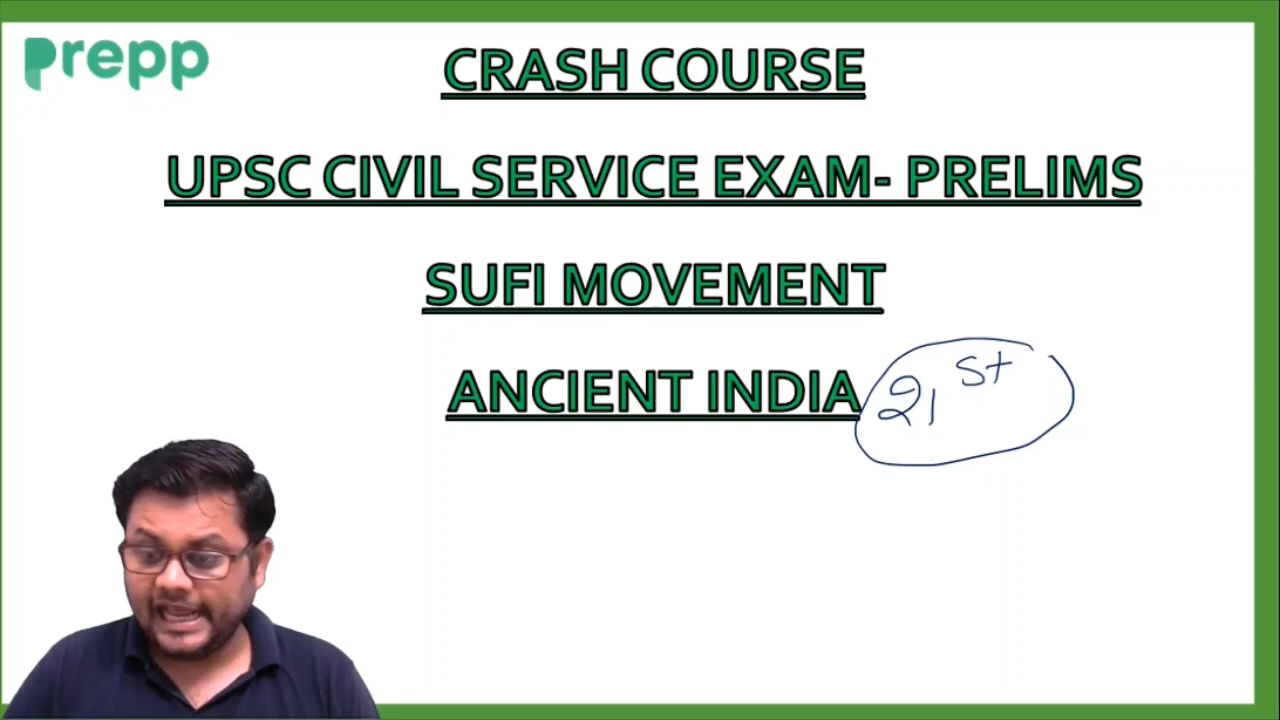 Prepp
CRASH COURSE
UPSC CIVIL SERVICE EXAM- PRELIMS
SUFI MOVEMENT
ANCIENT INDIA 21st